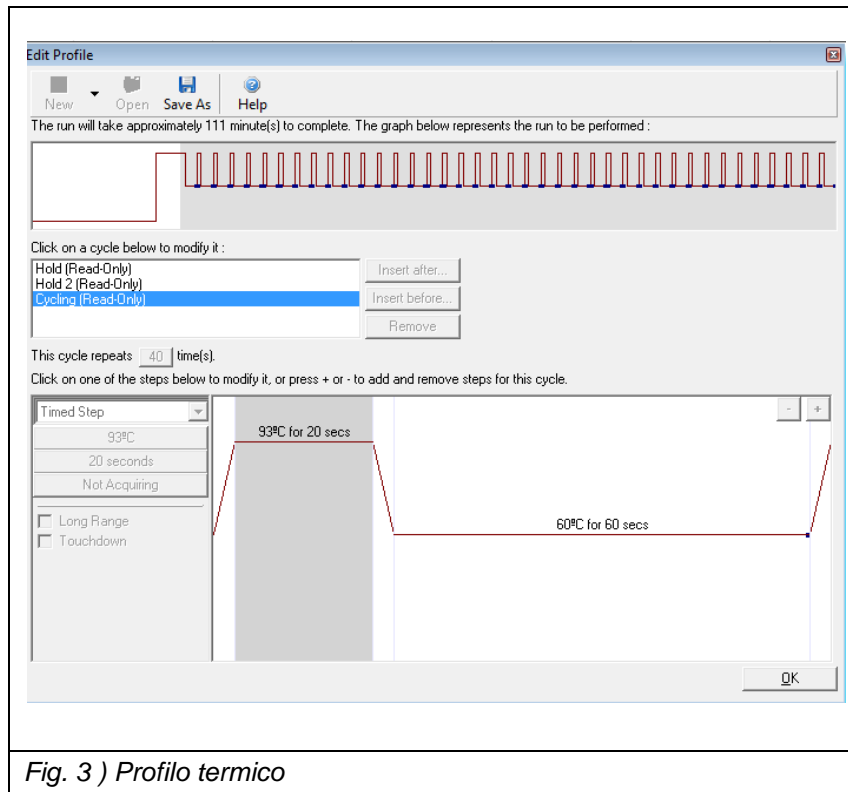 Edit Profile
New Open Save As Help
The run will take approximately 111 minute(s) to complete. The graph below represents the run to be performed :
Click on a cycle below to modify it :
Hold (Read-Only)
Hold 2 (Read-Only)
Cycling (Read-Only)
Insert after...
Insert before...
Remove
This cycle repeats 40 time(s).
Click on one of the steps below to modify it, or press + or - to add and remove steps for this cycle.
Timed Step
93ºC
20 seconds
Not Acquiring
Long Range
Touchdown
93ºC for 20 secs
60ºC for 60 secs
- +
OK
Fig. 3 ) Profilo termico